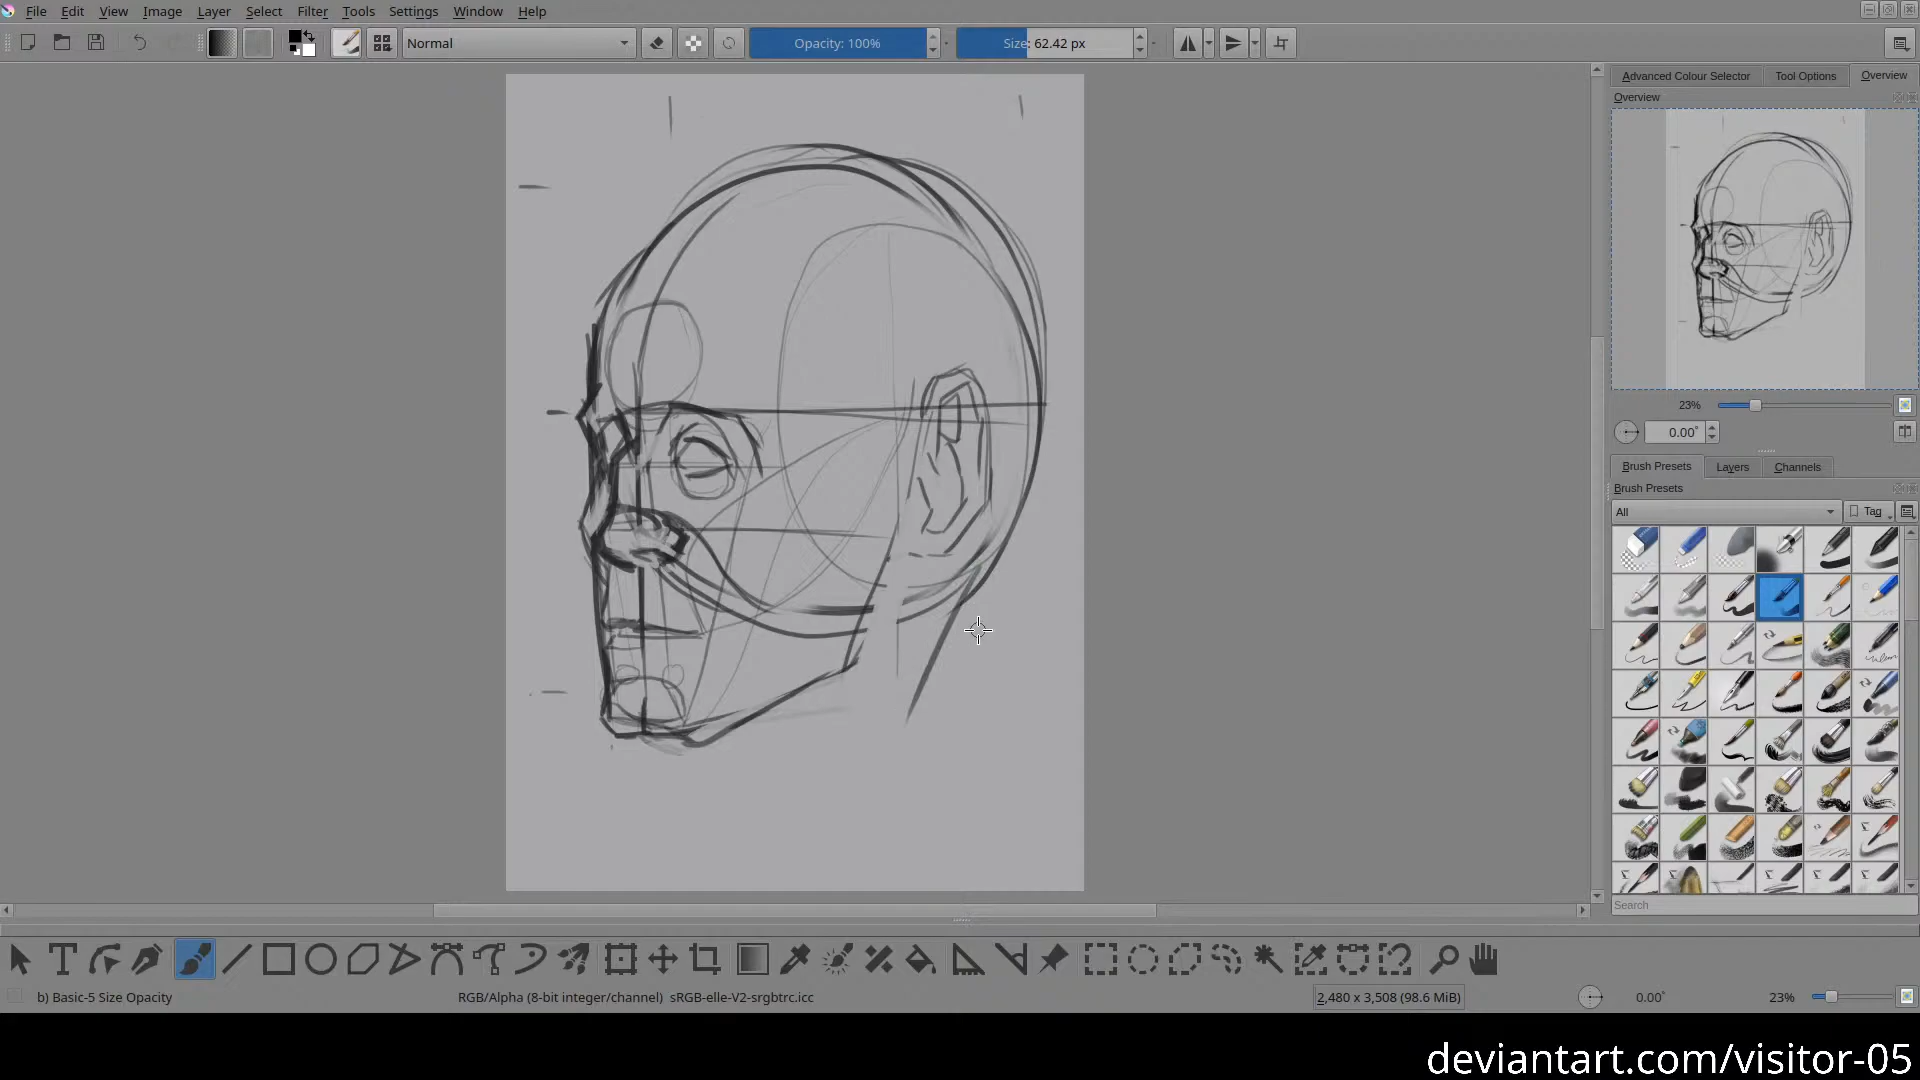 File Edit View Image Layer Select Filter Tools Settings Window Help
Normal Opacity: 100% Size: 62.42 px
Advanced Colour Selector Tool Options Overview
Overview
23%
0.00°
Brush Presets Layers Channels
Brush Presets
All Tag
Search
b) Basic-5 Size Opacity RGB/Alpha (8-bit integer/channel) sRGB-elle-V2-srgbtrc.icc 2,480 x 3,508 (98.6 MiB) 0.00° 23%
deviantart.com/visitor-05